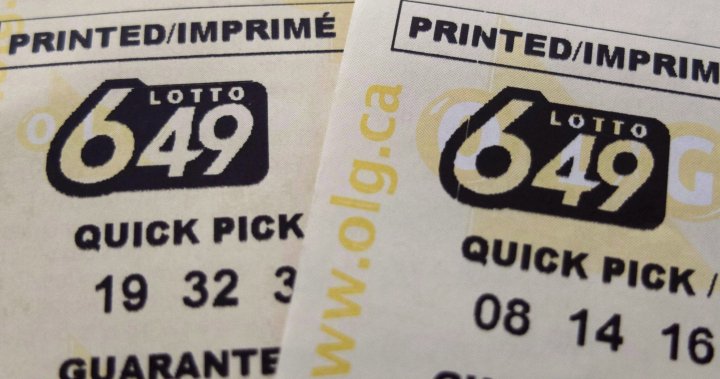 PRINTED/IMPRIMÉ
LOTTO
649
QUICK PICK
19 32
GUARANTE
PRINTED/IMPRIM
www.olg.ca
LOTTO
649
QUICK PICK /
08 14 16